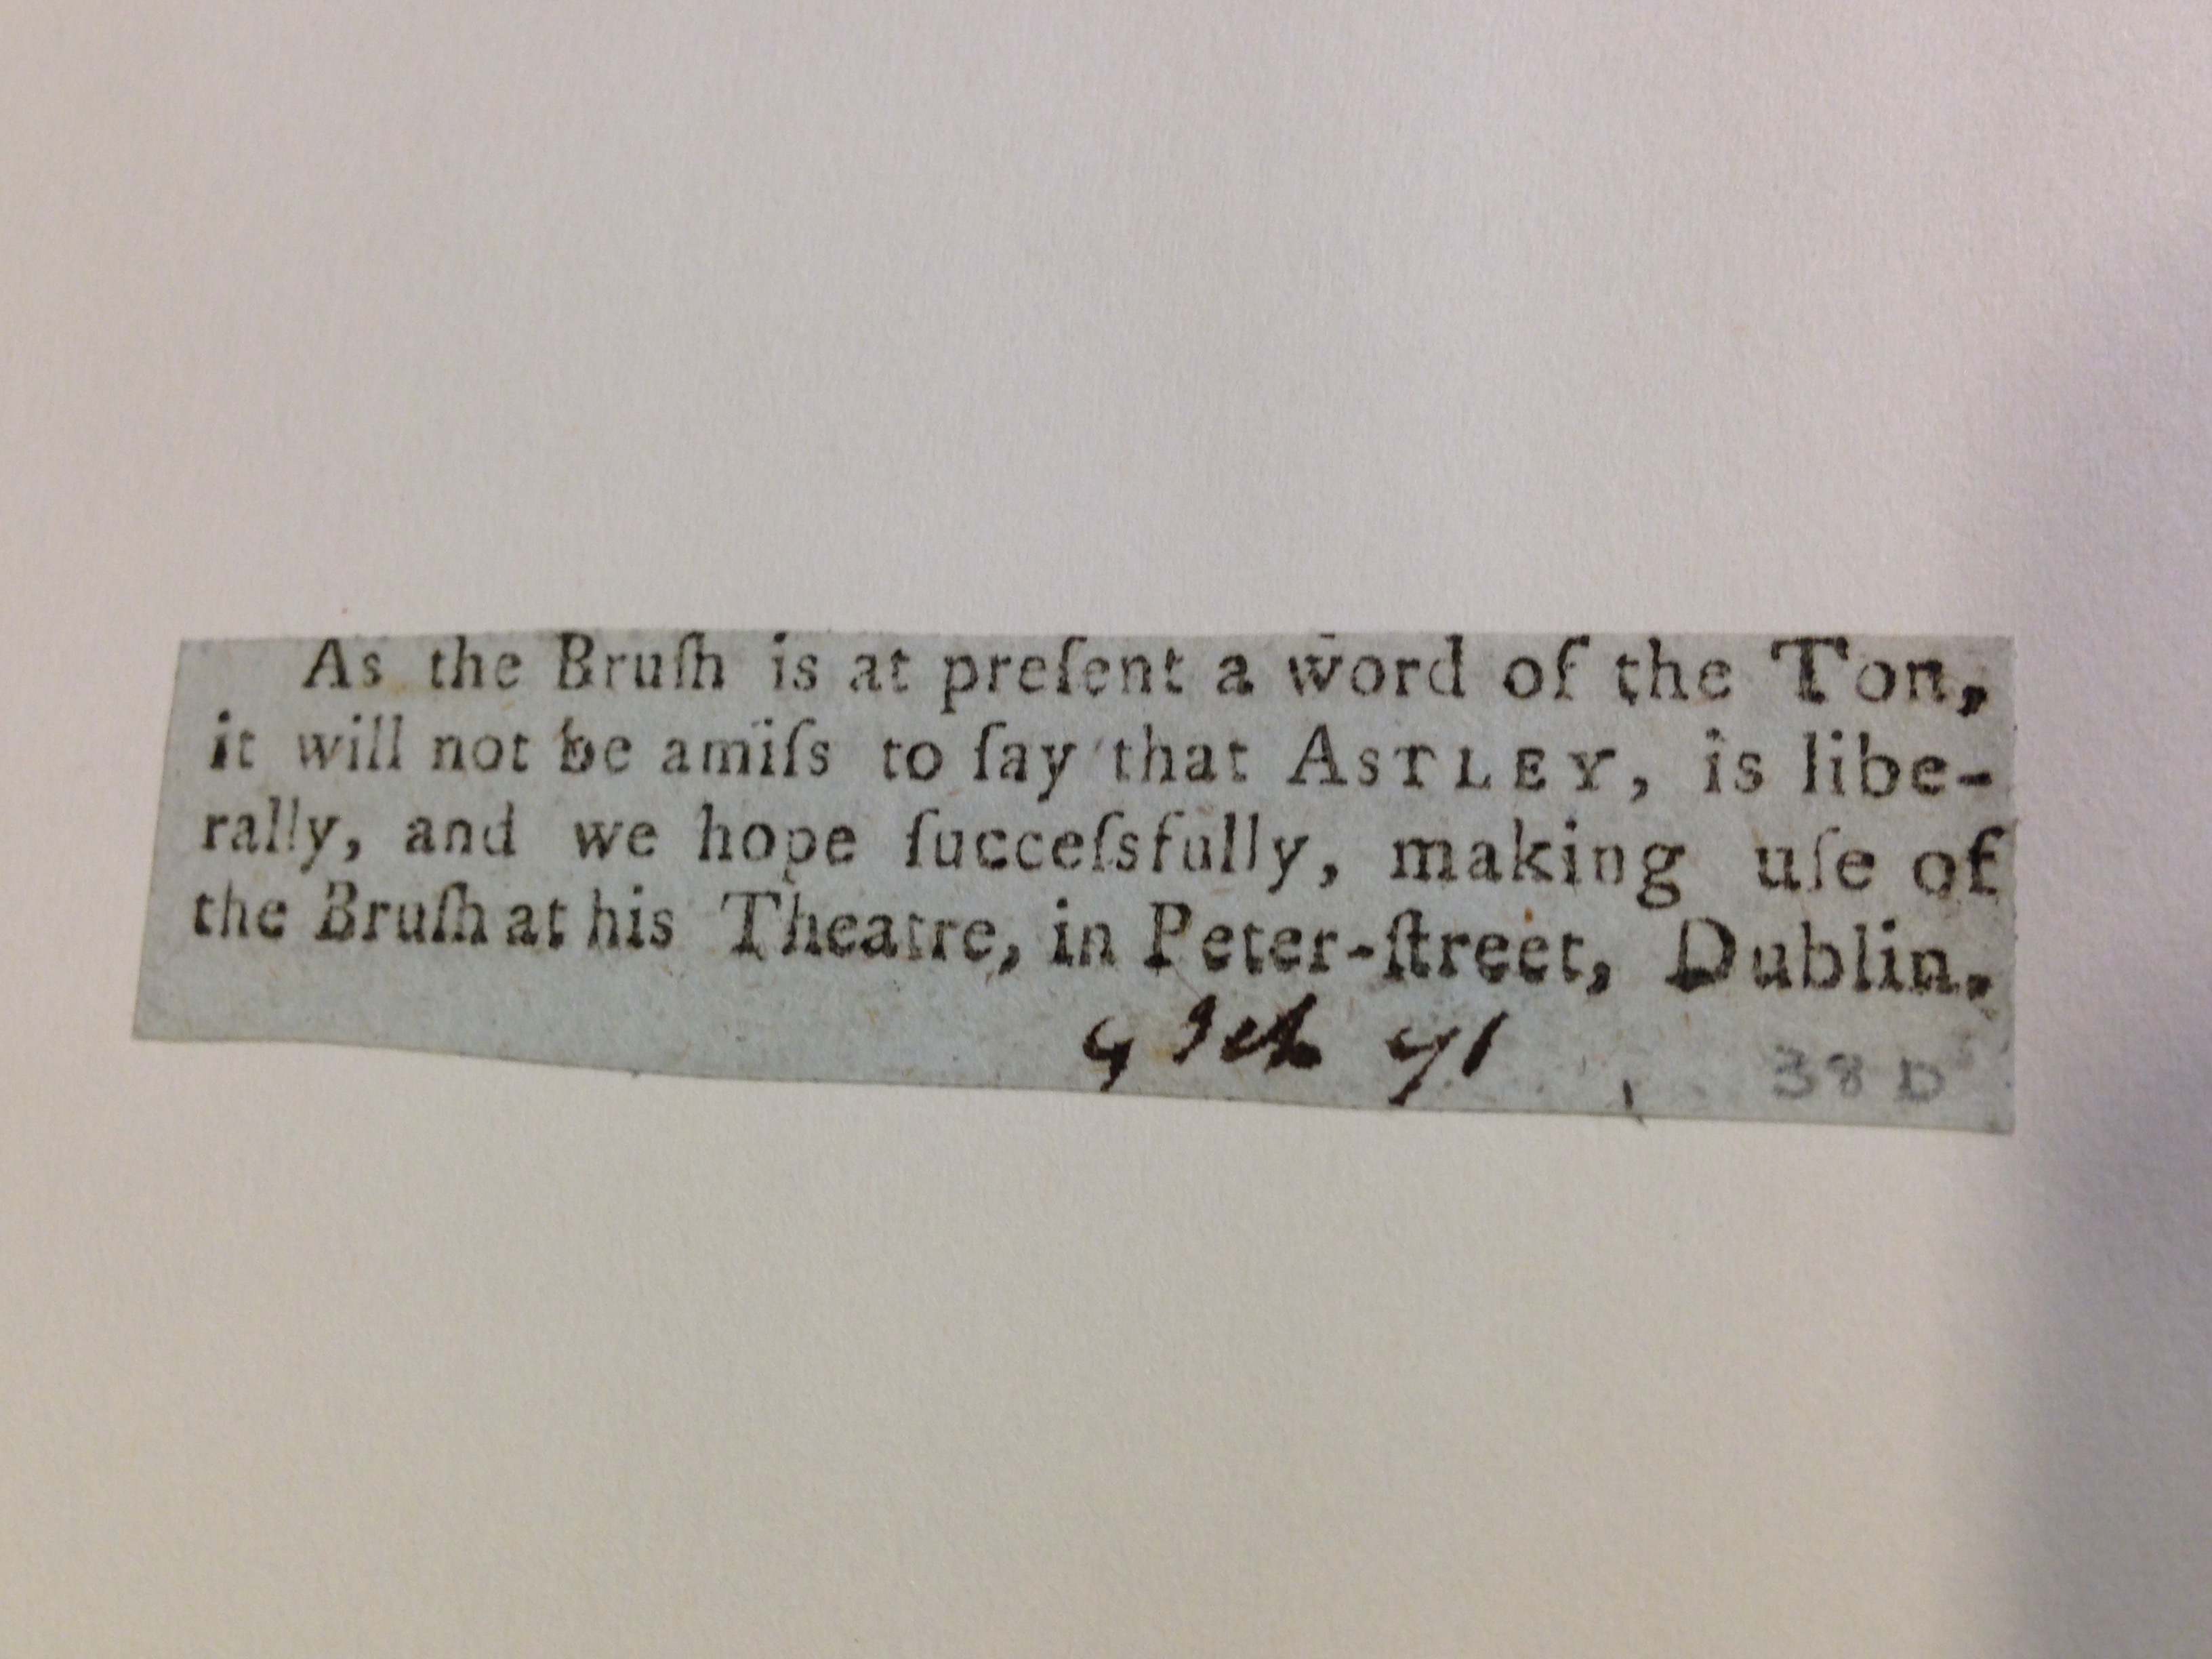 As the Bruſh is at preſent a word of the Ton,
it will not be amiſs to ſay that ASTLEY, is libe-
rally, and we hope ſucceſsfully, making uſe of
the Bruſh at his Theatre, in Peter-ſtreet, Dublin.
9 91
38 D